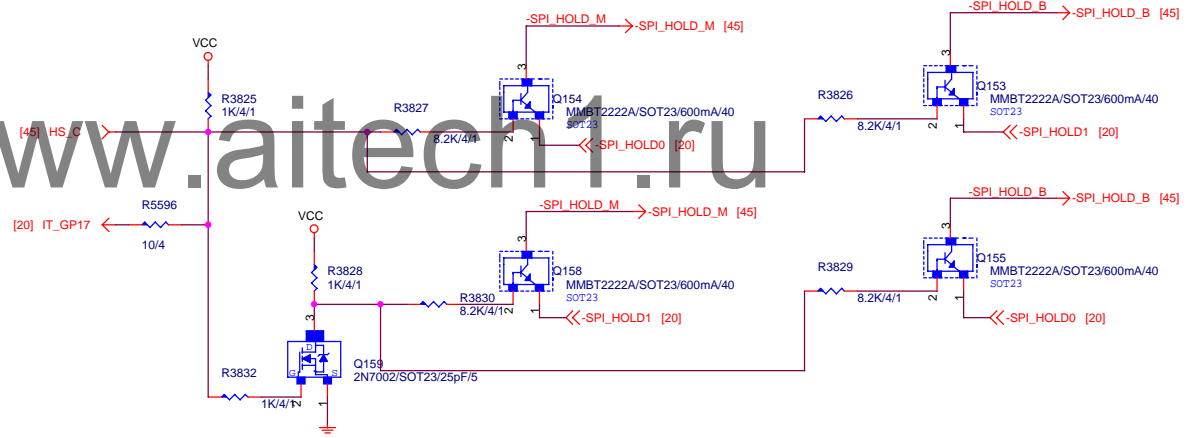 -SPI_HOLD_M
-SPI_HOLD_M [45]
-SPI_HOLD_B
-SPI_HOLD_B [45]
VCC
3
3
R3825
1K/4/1
Q154
MMBT2222A/SOT23/600mA/40
SOT23
Q153
MMBT2222A/SOT23/600mA/40
SOT23
R3827
8.2K/4/1
R3826
8.2K/4/1
2
1
2
1
[45] HS_C
-SPI_HOLD0 [20]
-SPI_HOLD1 [20]
ww.aitech1.ru
R5596
10/4
[20] IT_GP17
VCC
-SPI_HOLD_M
-SPI_HOLD_M [45]
-SPI_HOLD_B
-SPI_HOLD_B [45]
3
3
R3828
1K/4/1
Q158
MMBT2222A/SOT23/600mA/40
SOT23
Q155
MMBT2222A/SOT23/600mA/40
SOT23
R3830
8.2K/4/1
R3829
8.2K/4/1
2
1
2
1
-SPI_HOLD1 [20]
-SPI_HOLD0 [20]
3
D
G
S
Q159
2N7002/SOT23/25pF/5
R3832
1K/4/1
2
1